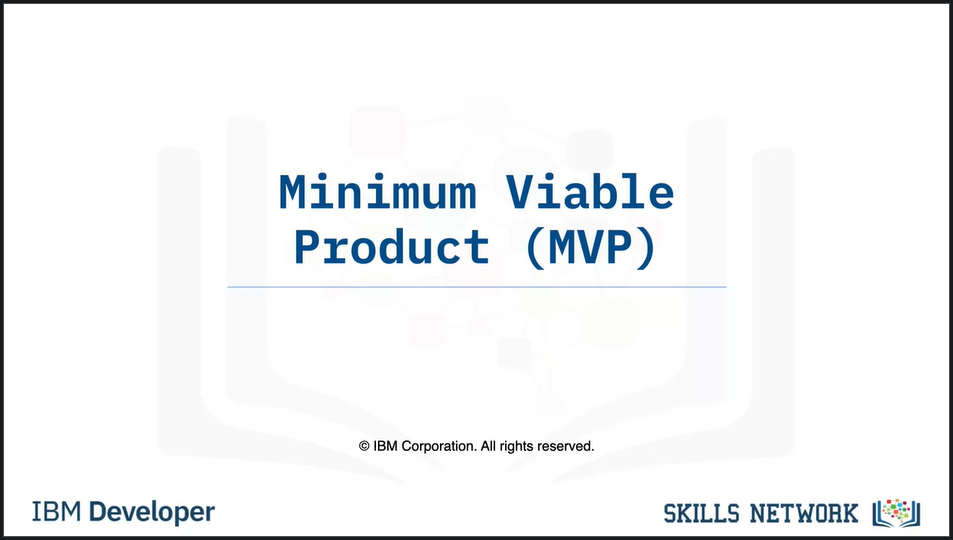 Minimum Viable
Product (MVP)
© IBM Corporation. All rights reserved.
IBM Developer
SKILLS NETWORK